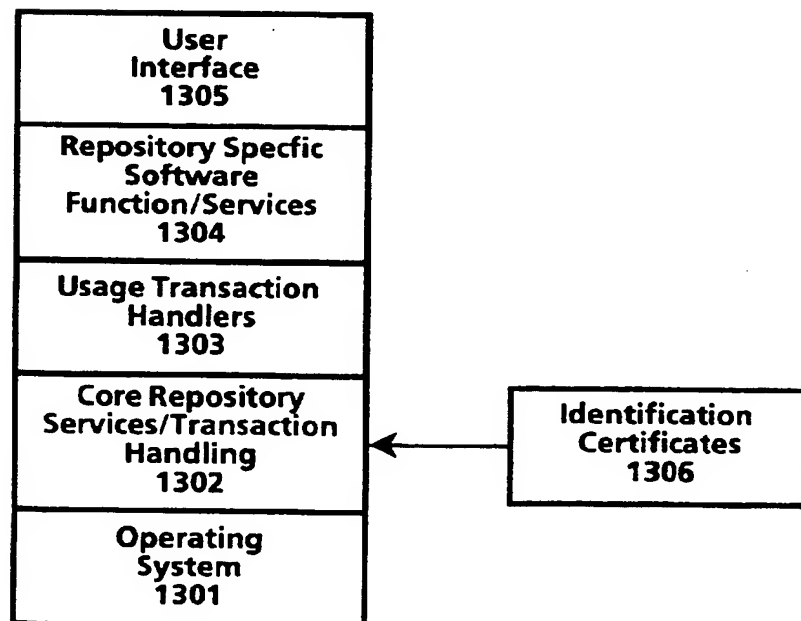 User
Interface
1305
Repository Specfic
Software
Function/Services
1304
Usage Transaction
Handlers
1303
Core Repository
Services/Transaction
Handling
1302
Identification
Certificates
1306
Operating
System
1301